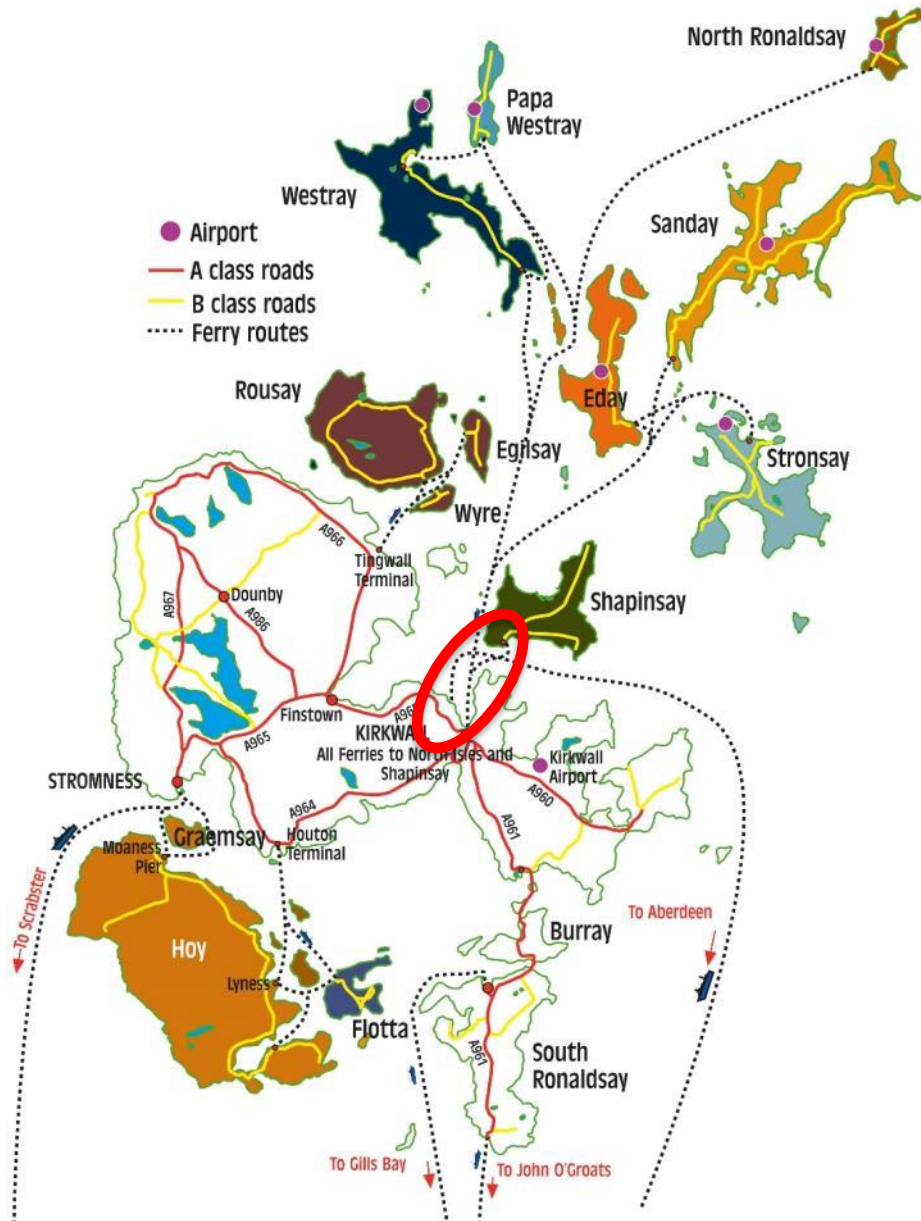 North Ronaldsay
Papa
Westray
Westray
Sanday
Airport
A class roads
B class roads
Ferry routes
Rousay
Eday
Egilsay
Stronsay
Wyre
A966
Tingwall
Terminal
Shapinsay
Dounby
A967
A986
Finstown
A965
KIRKWALL
All Ferries to North Isles and
Shapinsay
Kirkwall
Airport
A965
STROMNESS
A964
A960
A961
Graemsay
Houton
Terminal
Moaness
Pier
To Scrabster
Burray
To Aberdeen
Hoy
Lyness
Flotta
A961
South
Ronaldsay
To Gills Bay
To John O'Groats